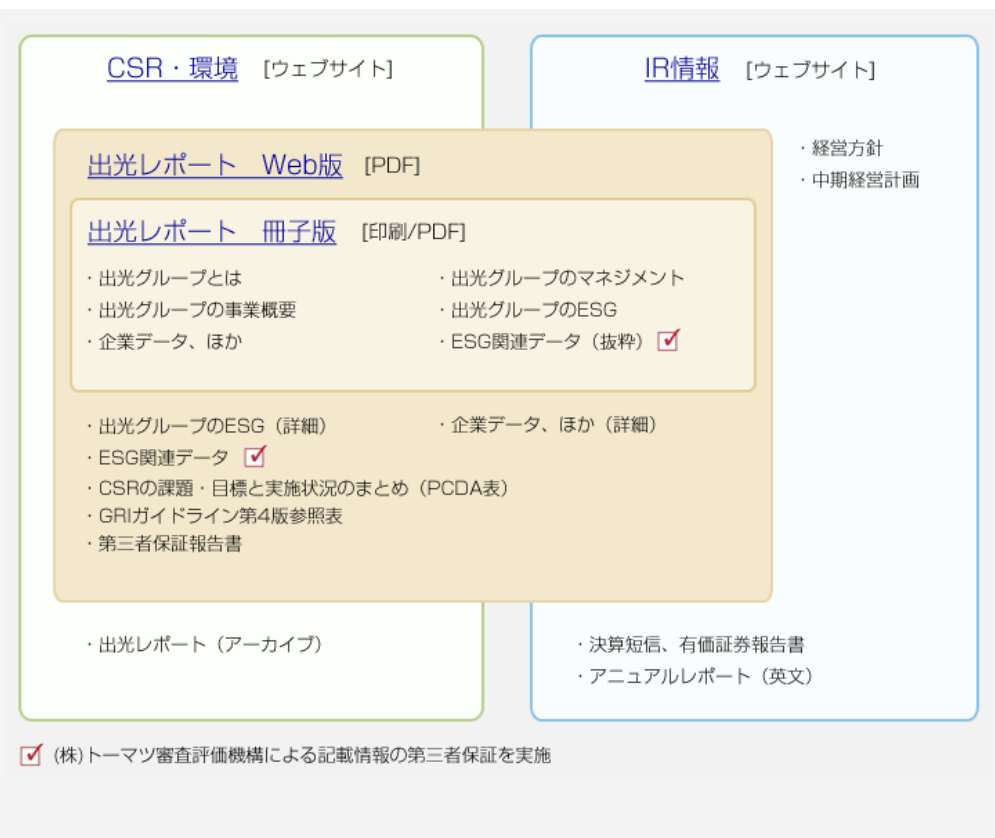 CSR・環境 [ウェブサイト]
IR情報 [ウェブサイト]
・経営方針
・中期経営計画
出光レポート Web版 [PDF]
出光レポート 冊子版 [印刷/PDF]
・出光グループとは
・出光グループの事業概要
・企業データ、ほか
・出光グループのマネジメント
・出光グループのESG
・ESG関連データ（抜粋）
・出光グループのESG（詳細）
・企業データ、ほか（詳細）
・ESG関連データ
・CSRの課題・目標と実施状況のまとめ（PCDA表）
・GRIガイドライン第4版参照表
・第三者保証報告書
・出光レポート（アーカイブ）
・決算短信、有価証券報告書
・アニュアルレポート（英文）
(株)トーマツ審査評価機構による記載情報の第三者保証を実施